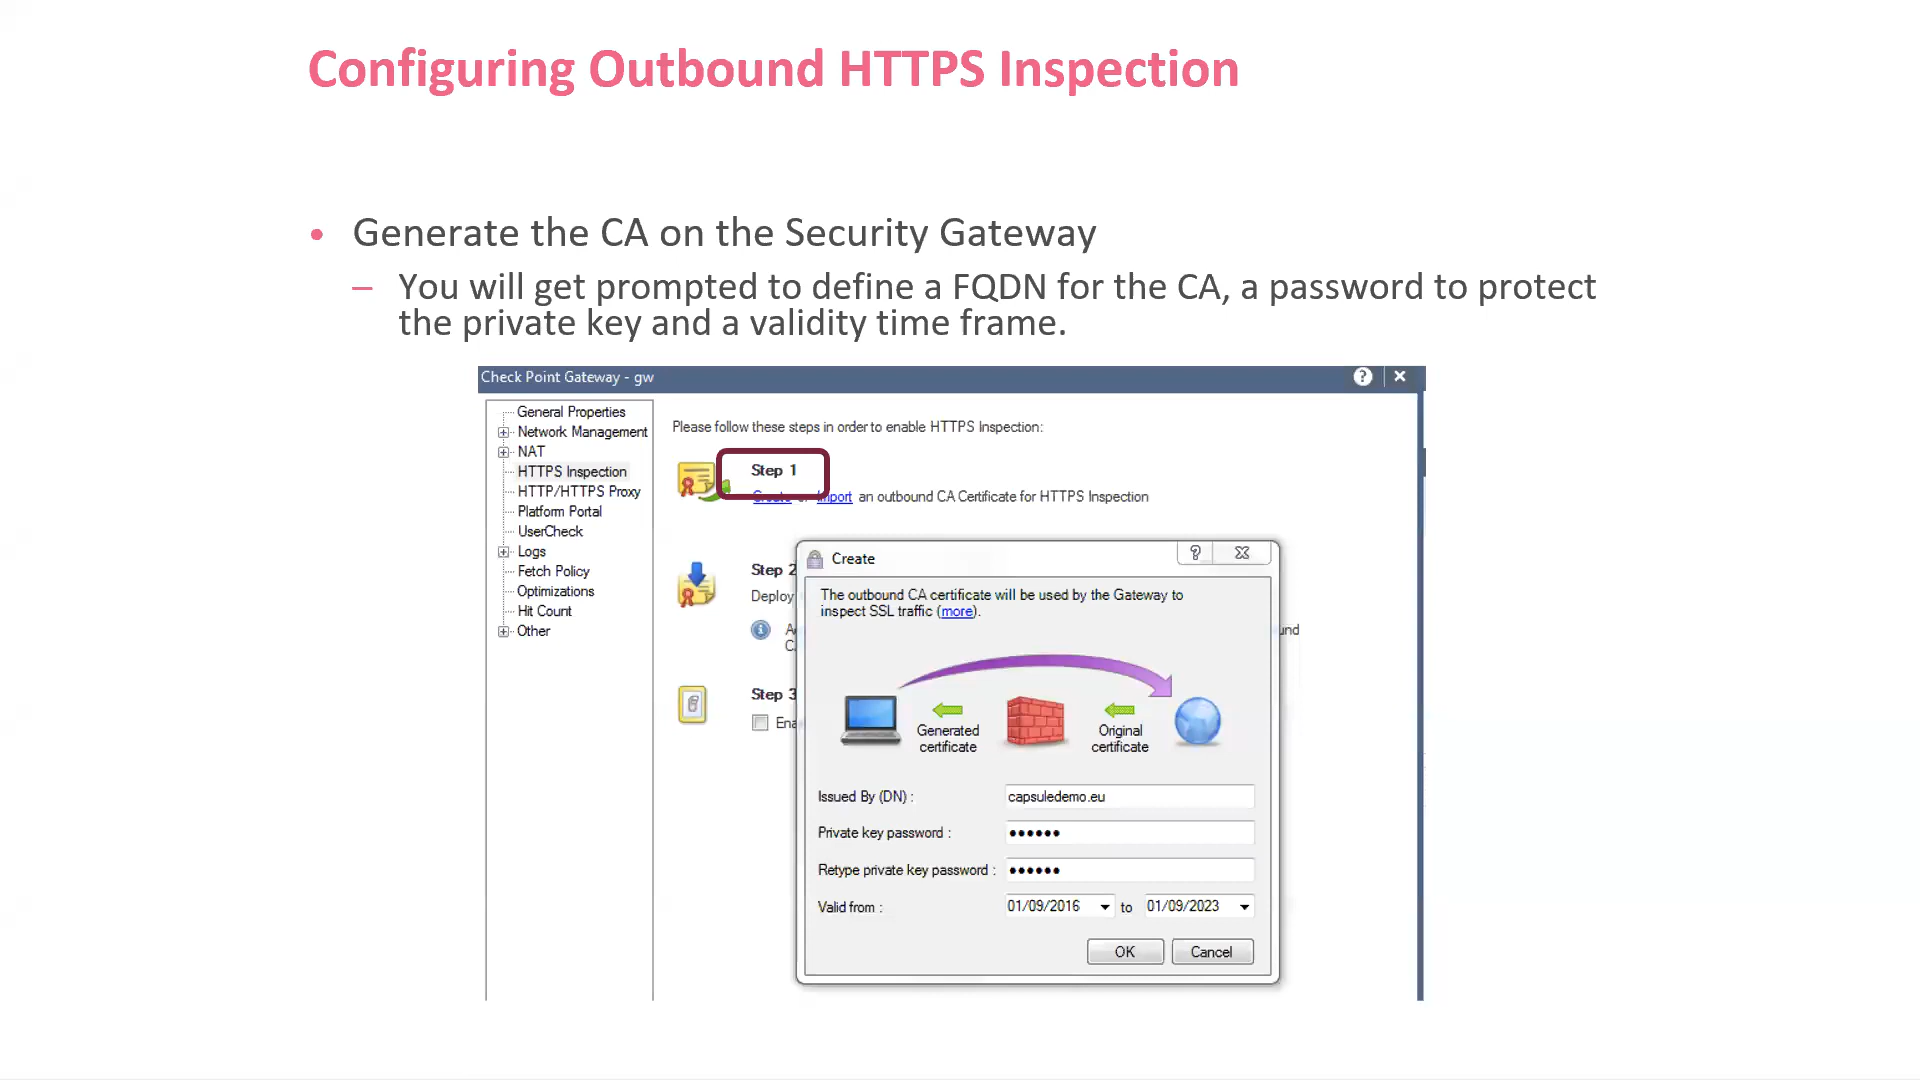 Configuring Outbound HTTPS Inspection
• Generate the CA on the Security Gateway
– You will get prompted to define a FQDN for the CA, a password to protect
the private key and a validity time frame.
Check Point Gateway - gw
General Properties
Network Management
NAT
HTTPS Inspection
HTTP/HTTPS Proxy
Platform Portal
UserCheck
Logs
Fetch Policy
Optimizations
Hit Count
Other
Please follow these steps in order to enable HTTPS Inspection:
Step 1
Create or Import an outbound CA Certificate for HTTPS Inspection
Step 2
Deploy
Step 3
Create
The outbound CA certificate will be used by the Gateway to
inspect SSL traffic (more).
Generated
certificate
Original
certificate
Issued By (DN) :
capsuledemo.eu
Private key password :
••••••
Retype private key password :
••••••
Valid from :
01/09/2016 to 01/09/2023
OK
Cancel